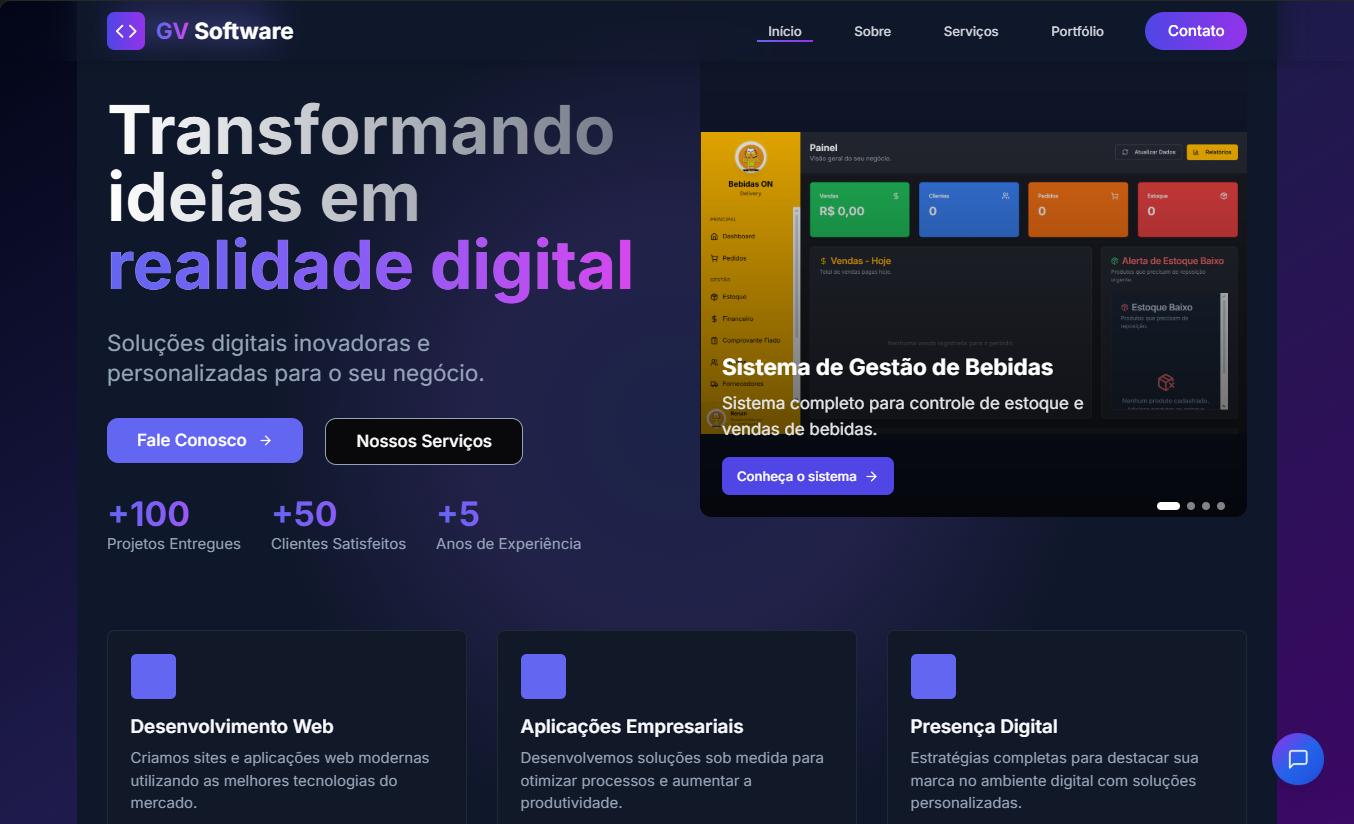 GV Software
Início
Sobre
Serviços
Portfólio
Contato
Transformando
ideias em
realidade digital
Soluções digitais inovadoras e
personalizadas para o seu negócio.
Fale Conosco
Nossos Serviços
+100
Projetos Entregues
+50
Clientes Satisfeitos
+5
Anos de Experiência
Bebidas ON
Delivery
PRINCIPAL
Dashboard
Pedidos
GESTÃO
Estoque
Financeiro
Comprovante Fiado
Fornecedores
Renan
Painel
Visão geral do seu negócio.
Atualizar Dados
Relatórios
Vendas
R$ 0,00
Clientes
0
Pedidos
0
Estoque
0
Vendas - Hoje
Total de vendas pagas hoje.
Nenhuma venda registrada para o período.
Alerta de Estoque Baixo
Produtos que precisam de reposição
urgente.
Estoque Baixo
Produtos que precisam de
reposição.
Nenhum produto cadastrado.
Sistema de Gestão de Bebidas
Sistema completo para controle de estoque e
vendas de bebidas.
Conheça o sistema
Desenvolvimento Web
Criamos sites e aplicações web modernas
utilizando as melhores tecnologias do
mercado.
Aplicações Empresariais
Desenvolvemos soluções sob medida para
otimizar processos e aumentar a
produtividade.
Presença Digital
Estratégias completas para destacar sua
marca no ambiente digital com soluções
personalizadas.